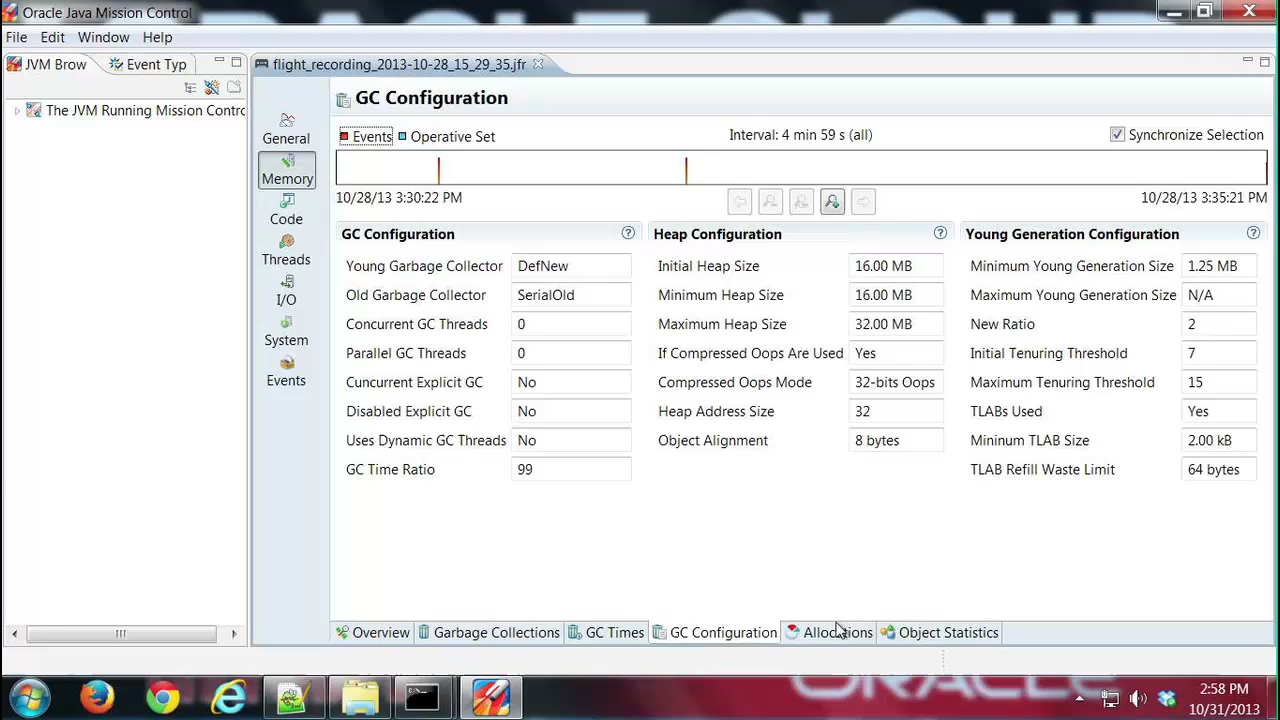 Oracle Java Mission Control
File Edit Window Help
JVM Brow Event Typ
flight_recording_2013-10-28_15_29_35.jfr
The JVM Running Mission Contro
General
Memory
Code
Threads
I/O
System
Events
GC Configuration
Events Operative Set Interval: 4 min 59 s (all) Synchronize Selection
10/28/13 3:30:22 PM 10/28/13 3:35:21 PM
GC Configuration
Young Garbage Collector DefNew
Old Garbage Collector SerialOld
Concurrent GC Threads 0
Parallel GC Threads 0
Cuncurrent Explicit GC No
Disabled Explicit GC No
Uses Dynamic GC Threads No
GC Time Ratio 99
Heap Configuration
Initial Heap Size 16.00 MB
Minimum Heap Size 16.00 MB
Maximum Heap Size 32.00 MB
If Compressed Oops Are Used Yes
Compressed Oops Mode 32-bits Oops
Heap Address Size 32
Object Alignment 8 bytes
Young Generation Configuration
Minimum Young Generation Size 1.25 MB
Maximum Young Generation Size N/A
New Ratio 2
Initial Tenuring Threshold 7
Maximum Tenuring Threshold 15
TLABs Used Yes
Mininum TLAB Size 2.00 kB
TLAB Refill Waste Limit 64 bytes
Overview Garbage Collections GC Times GC Configuration Allocations Object Statistics
2:58 PM
10/31/2013